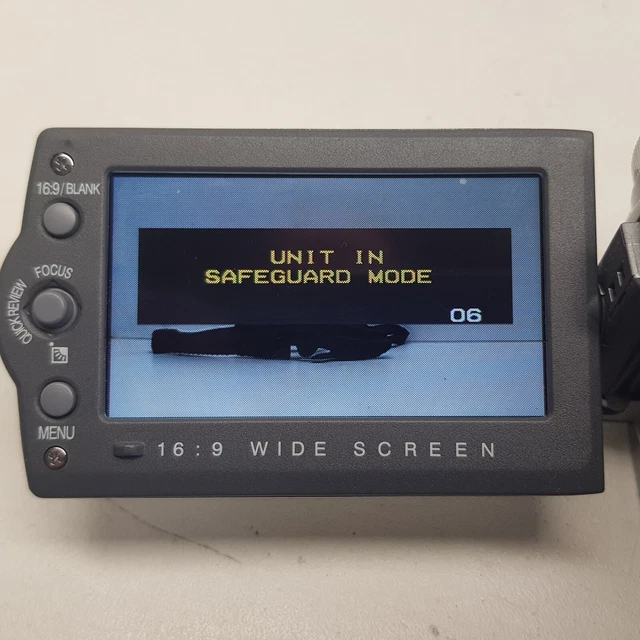 16:9/BLANK
FOCUS
QUICK REVIEW
MENU
UNIT IN
SAFEGUARD MODE
06
16:9 WIDE SCREEN